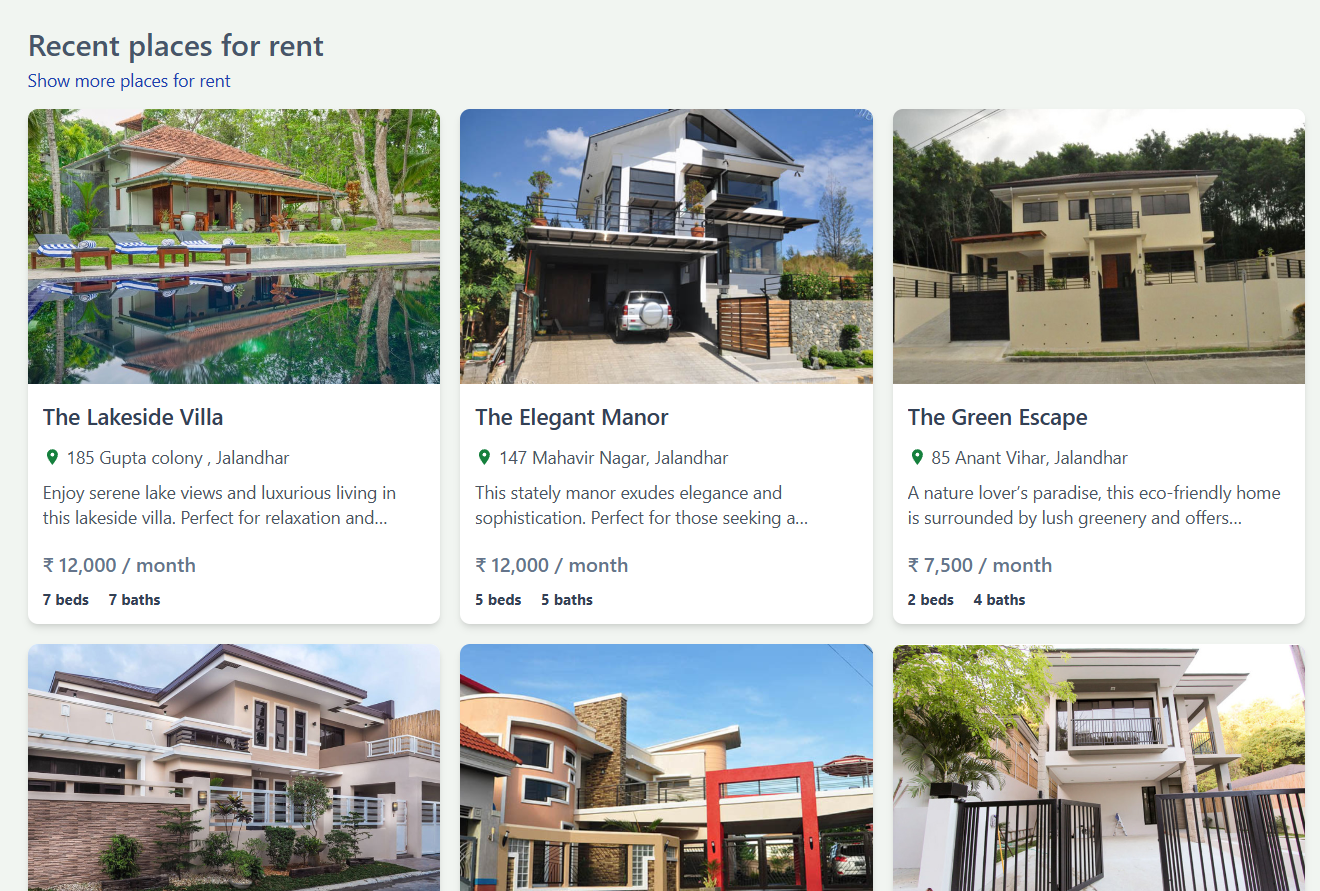 Recent places for rent
Show more places for rent
The Lakeside Villa
185 Gupta colony , Jalandhar
Enjoy serene lake views and luxurious living in
this lakeside villa. Perfect for relaxation and...
₹ 12,000 / month
7 beds 7 baths
The Elegant Manor
147 Mahavir Nagar, Jalandhar
This stately manor exudes elegance and
sophistication. Perfect for those seeking a...
₹ 12,000 / month
5 beds 5 baths
The Green Escape
85 Anant Vihar, Jalandhar
A nature lover’s paradise, this eco-friendly home
is surrounded by lush greenery and offers...
₹ 7,500 / month
2 beds 4 baths